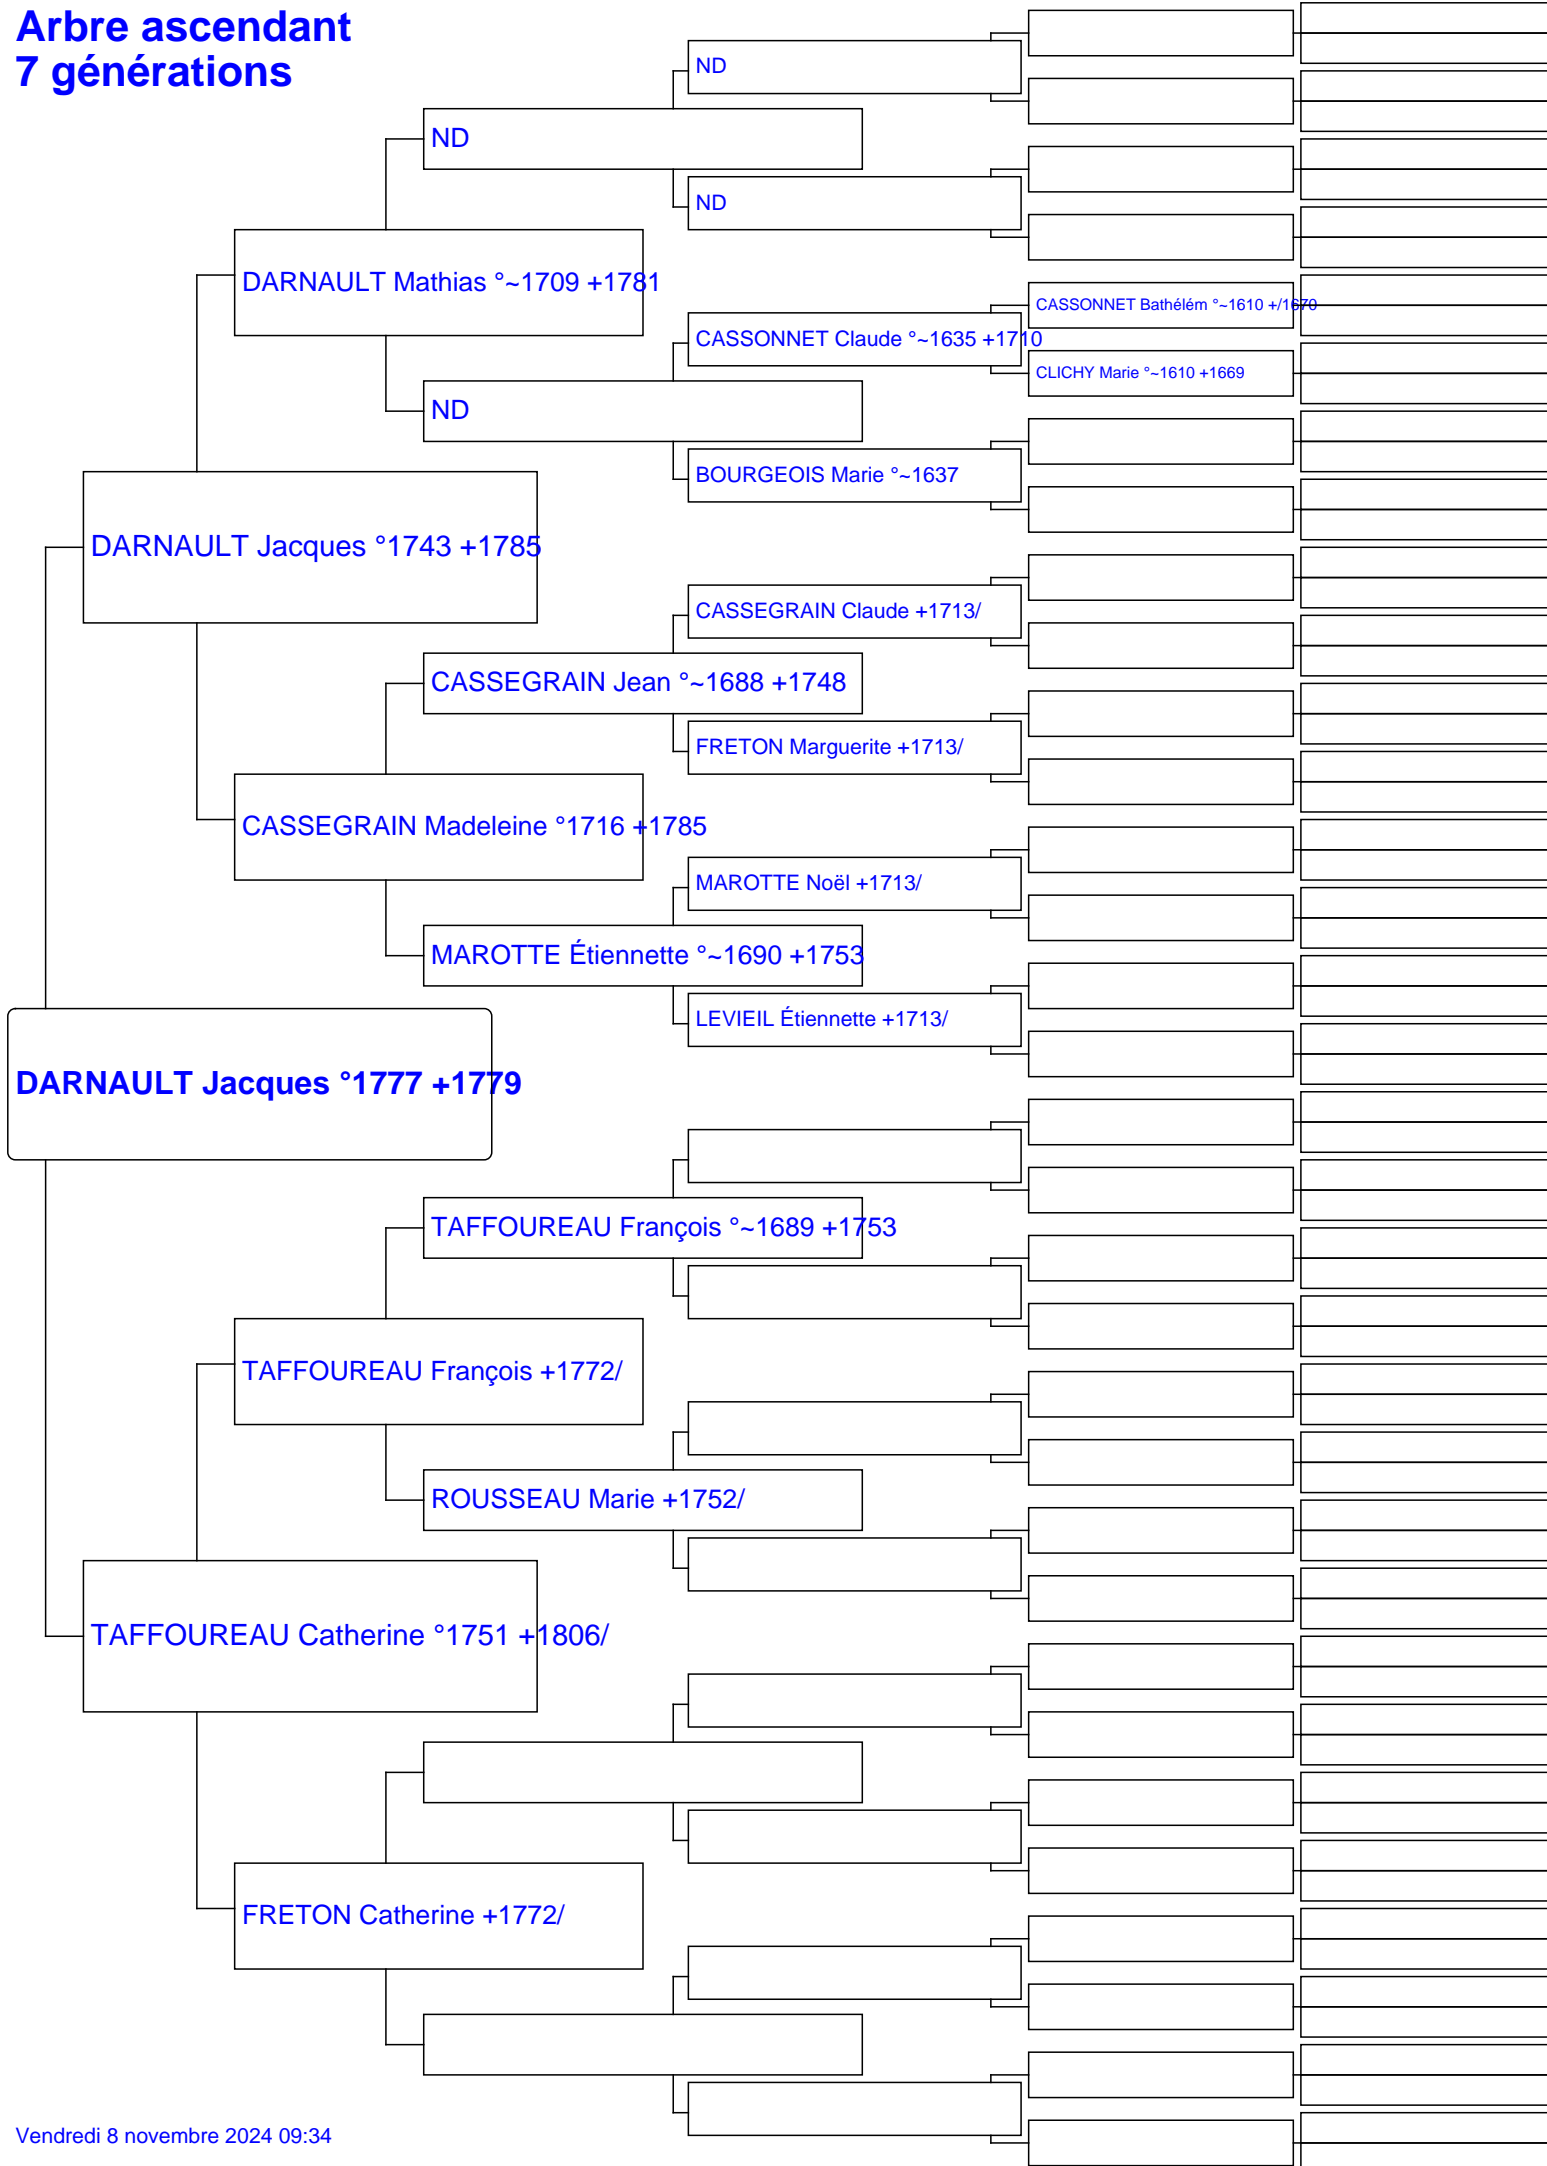 Arbre ascendant
7 générations
ND
ND
ND
DARNAULT Mathias °~1709 +1781
CASSONNET Bathélém °~1610 +/1670
CASSONNET Claude °~1635 +1710
CLICHY Marie °~1610 +1669
ND
BOURGEOIS Marie °~1637
DARNAULT Jacques °1743 +1785
CASSEGRAIN Claude +1713/
CASSEGRAIN Jean °~1688 +1748
FRETON Marguerite +1713/
CASSEGRAIN Madeleine °1716 +1785
MAROTTE Noël +1713/
MAROTTE Étiennette °~1690 +1753
LEVIEIL Étiennette +1713/
DARNAULT Jacques °1777 +1779
TAFFOUREAU François °~1689 +1753
TAFFOUREAU François +1772/
ROUSSEAU Marie +1752/
TAFFOUREAU Catherine °1751 +1806/
FRETON Catherine +1772/
Vendredi 8 novembre 2024 09:34